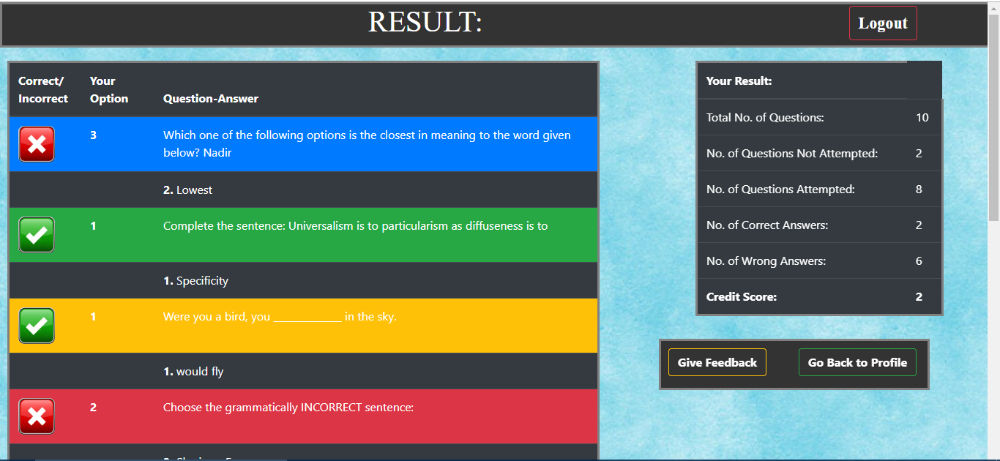 RESULT:
Logout
Correct/ Your
Incorrect Option Question-Answer
3 Which one of the following options is the closest in meaning to the word given
below? Nadir
2. Lowest
1 Complete the sentence: Universalism is to particularism as diffuseness is to
1. Specificity
1 Were you a bird, you ____________ in the sky.
1. would fly
2 Choose the grammatically INCORRECT sentence:
Your Result:
Total No. of Questions: 10
No. of Questions Not Attempted: 2
No. of Questions Attempted: 8
No. of Correct Answers: 2
No. of Wrong Answers: 6
Credit Score: 2
Give Feedback Go Back to Profile